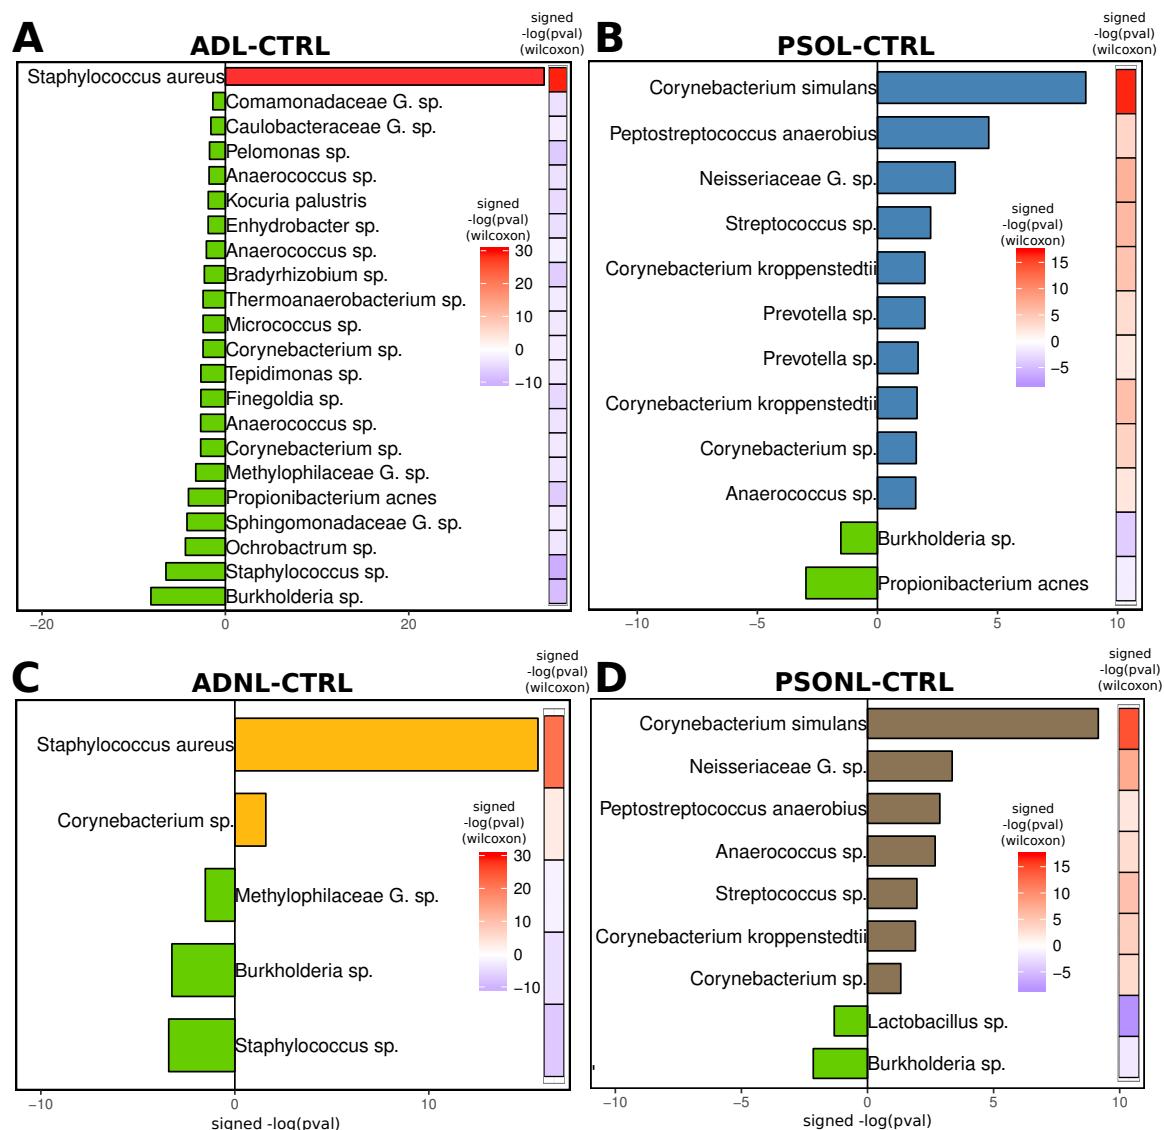 A
ADL-CTRL
signed
-log(pval)
(wilcoxon)
Staphylococcus aureus
Comamonadaceae G. sp.
Caulobacteraceae G. sp.
Pelomonas sp.
Anaerococcus sp.
Kocuria palustris
Enhydrobacter sp.
Anaerococcus sp.
Bradyrhizobium sp.
Thermoanaerobacterium sp.
Micrococcus sp.
Corynebacterium sp.
Tepidimonas sp.
Finegoldia sp.
Anaerococcus sp.
Corynebacterium sp.
Methylophilaceae G. sp.
Propionibacterium acnes
Sphingomonadaceae G. sp.
Ochrobactrum sp.
Staphylococcus sp.
Burkholderia sp.
signed
-log(pval)
(wilcoxon)
30
20
10
0
−10
−20 0 20
B
PSOL-CTRL
signed
-log(pval)
(wilcoxon)
Corynebacterium simulans
Peptostreptococcus anaerobius
Neisseriaceae G. sp.
Streptococcus sp.
Corynebacterium kroppenstedtii
Prevotella sp.
Prevotella sp.
Corynebacterium kroppenstedtii
Corynebacterium sp.
Anaerococcus sp.
Burkholderia sp.
Propionibacterium acnes
signed
-log(pval)
(wilcoxon)
15
10
5
0
−5
−10 −5 0 5 10
C
ADNL-CTRL
signed
-log(pval)
(wilcoxon)
Staphylococcus aureus
Corynebacterium sp.
Methylophilaceae G. sp.
Burkholderia sp.
Staphylococcus sp.
signed
-log(pval)
(wilcoxon)
30
20
10
0
−10
−10 0 10
signed -log(pval)
D
PSONL-CTRL
signed
-log(pval)
(wilcoxon)
Corynebacterium simulans
Neisseriaceae G. sp.
Peptostreptococcus anaerobius
Anaerococcus sp.
Streptococcus sp.
Corynebacterium kroppenstedtii
Corynebacterium sp.
Lactobacillus sp.
Burkholderia sp.
signed
-log(pval)
(wilcoxon)
15
10
5
0
−5
−10 −5 0 5 10
signed -log(pval)